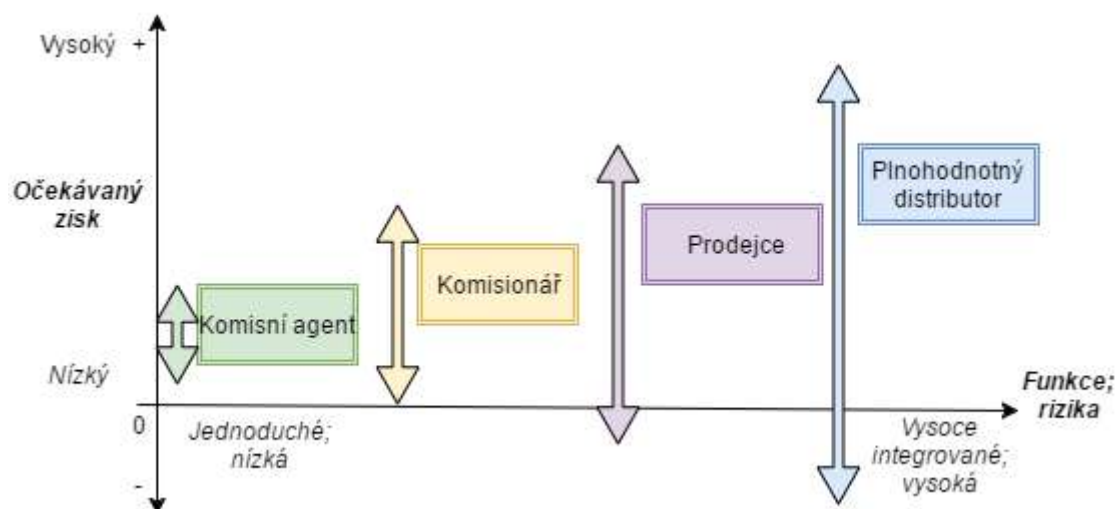 Vysoký +
Očekávaný
zisk
Plnohodnotný
distributor
Prodejce
Komisionář
Komisní agent
Nízký
0
-
Jednoduché;
nízká
Funkce;
rizika
Vysoce
integrované;
vysoká